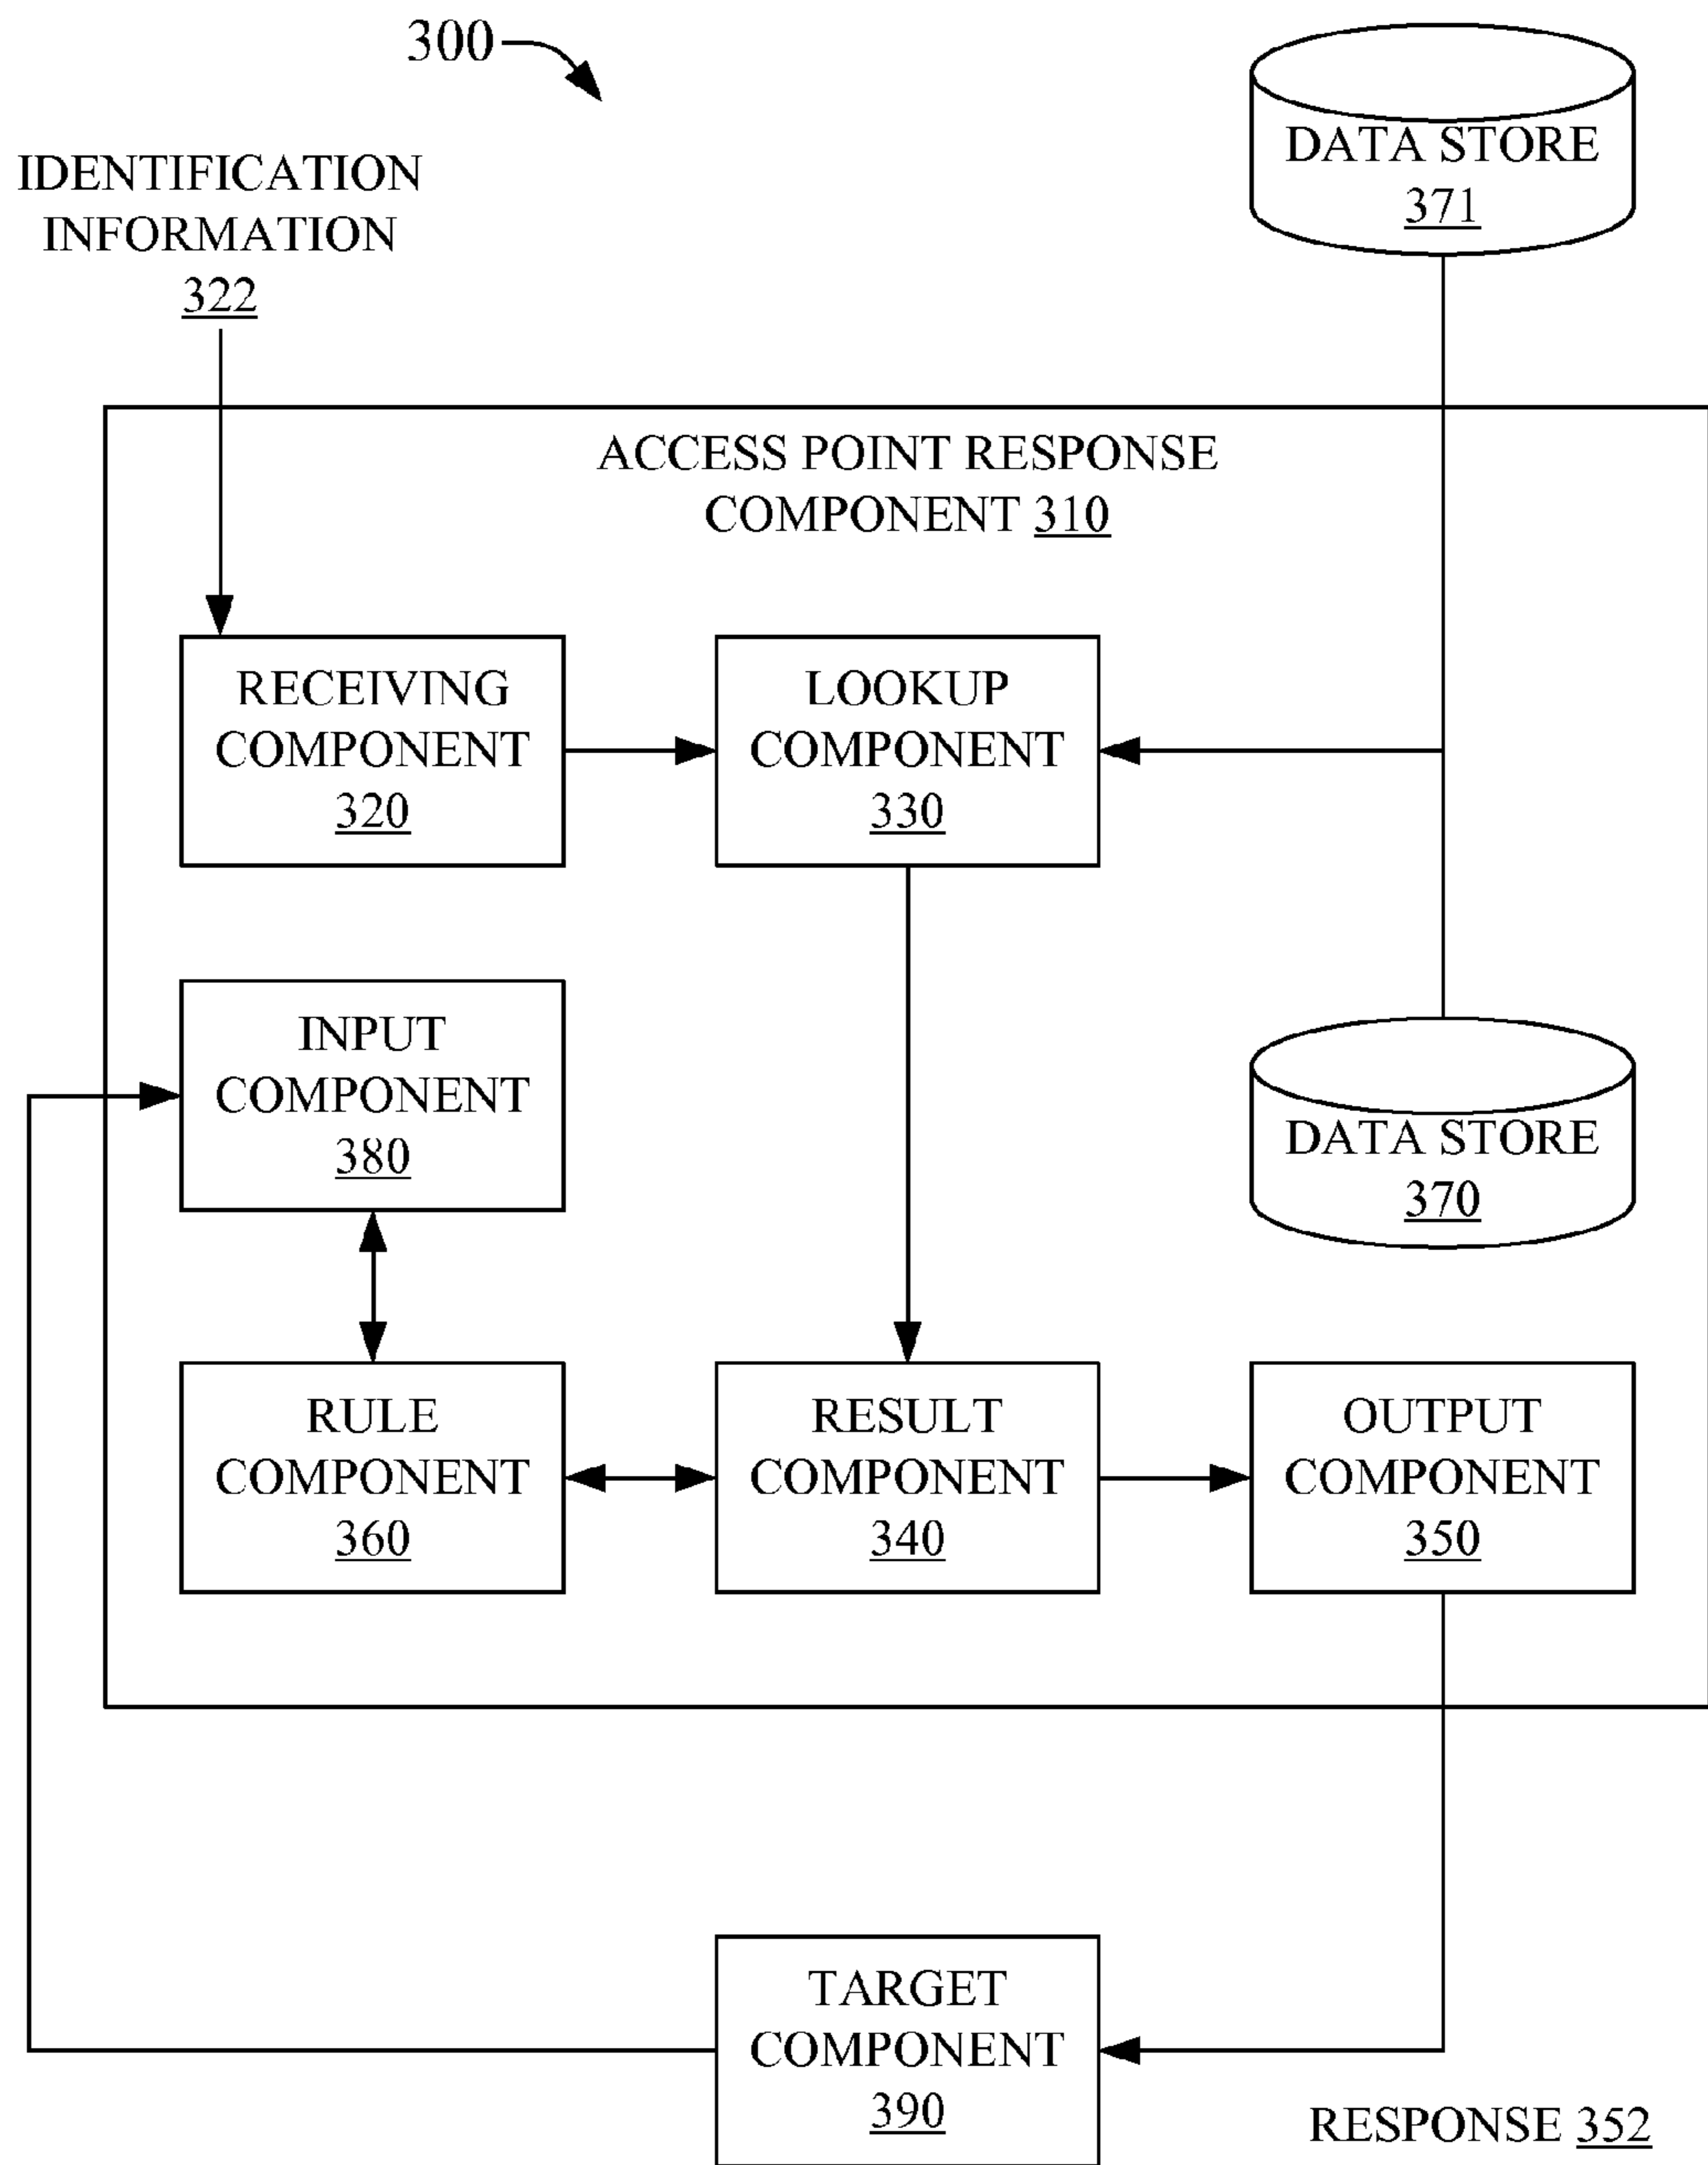 300
DATA STORE
371
IDENTIFICATION
INFORMATION
322
ACCESS POINT RESPONSE
COMPONENT 310
RECEIVING
COMPONENT
320
LOOKUP
COMPONENT
330
INPUT
COMPONENT
380
DATA STORE
370
RULE
COMPONENT
360
RESULT
COMPONENT
340
OUTPUT
COMPONENT
350
TARGET
COMPONENT
390
RESPONSE 352